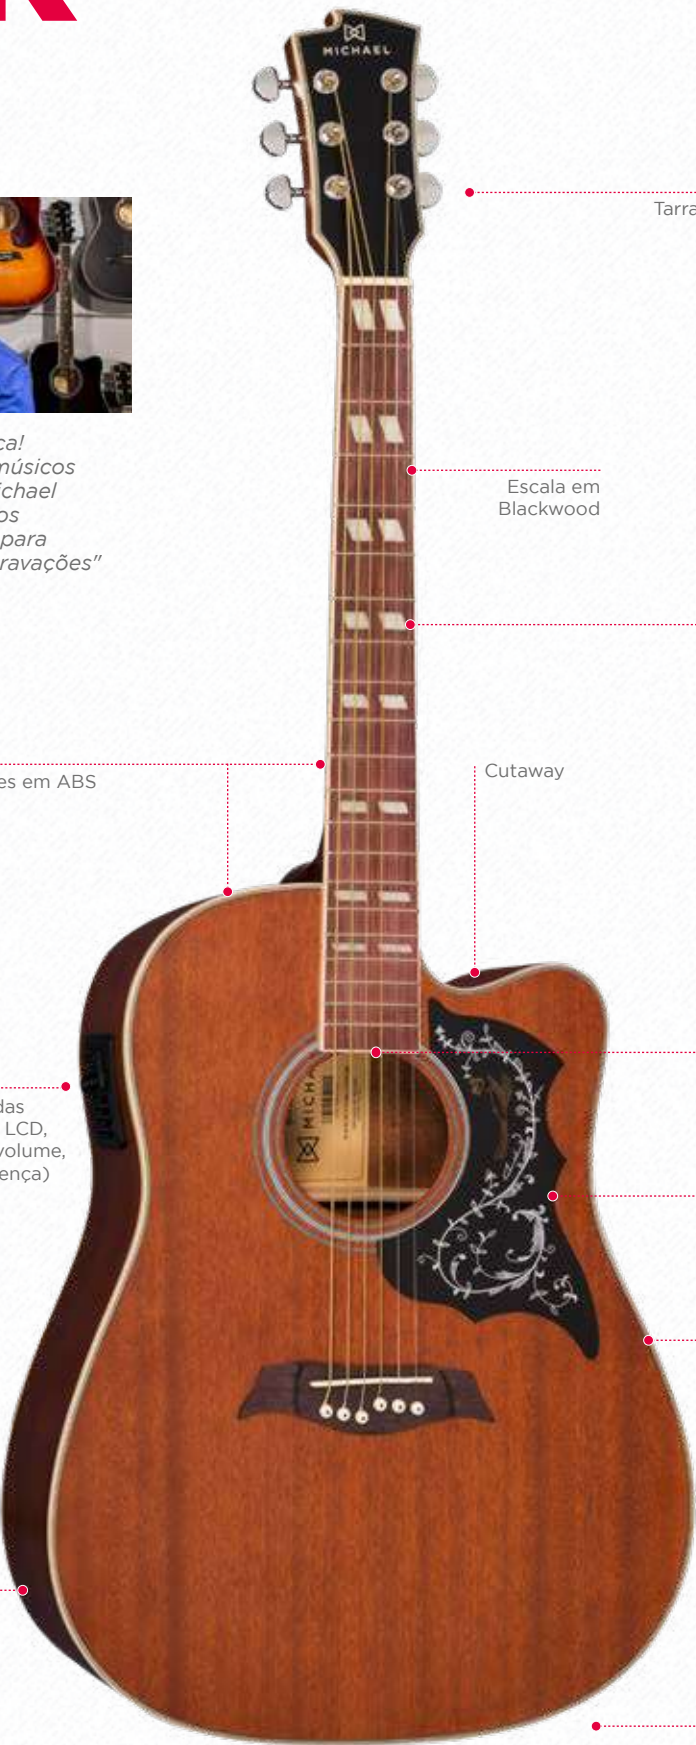 MICHAEL
Tarra
ca!
músicos
ichael
os
para
ravações"
Escala em
Blackwood
es em ABS
Cutaway
das
LCD,
volume,
ença)
MICHA